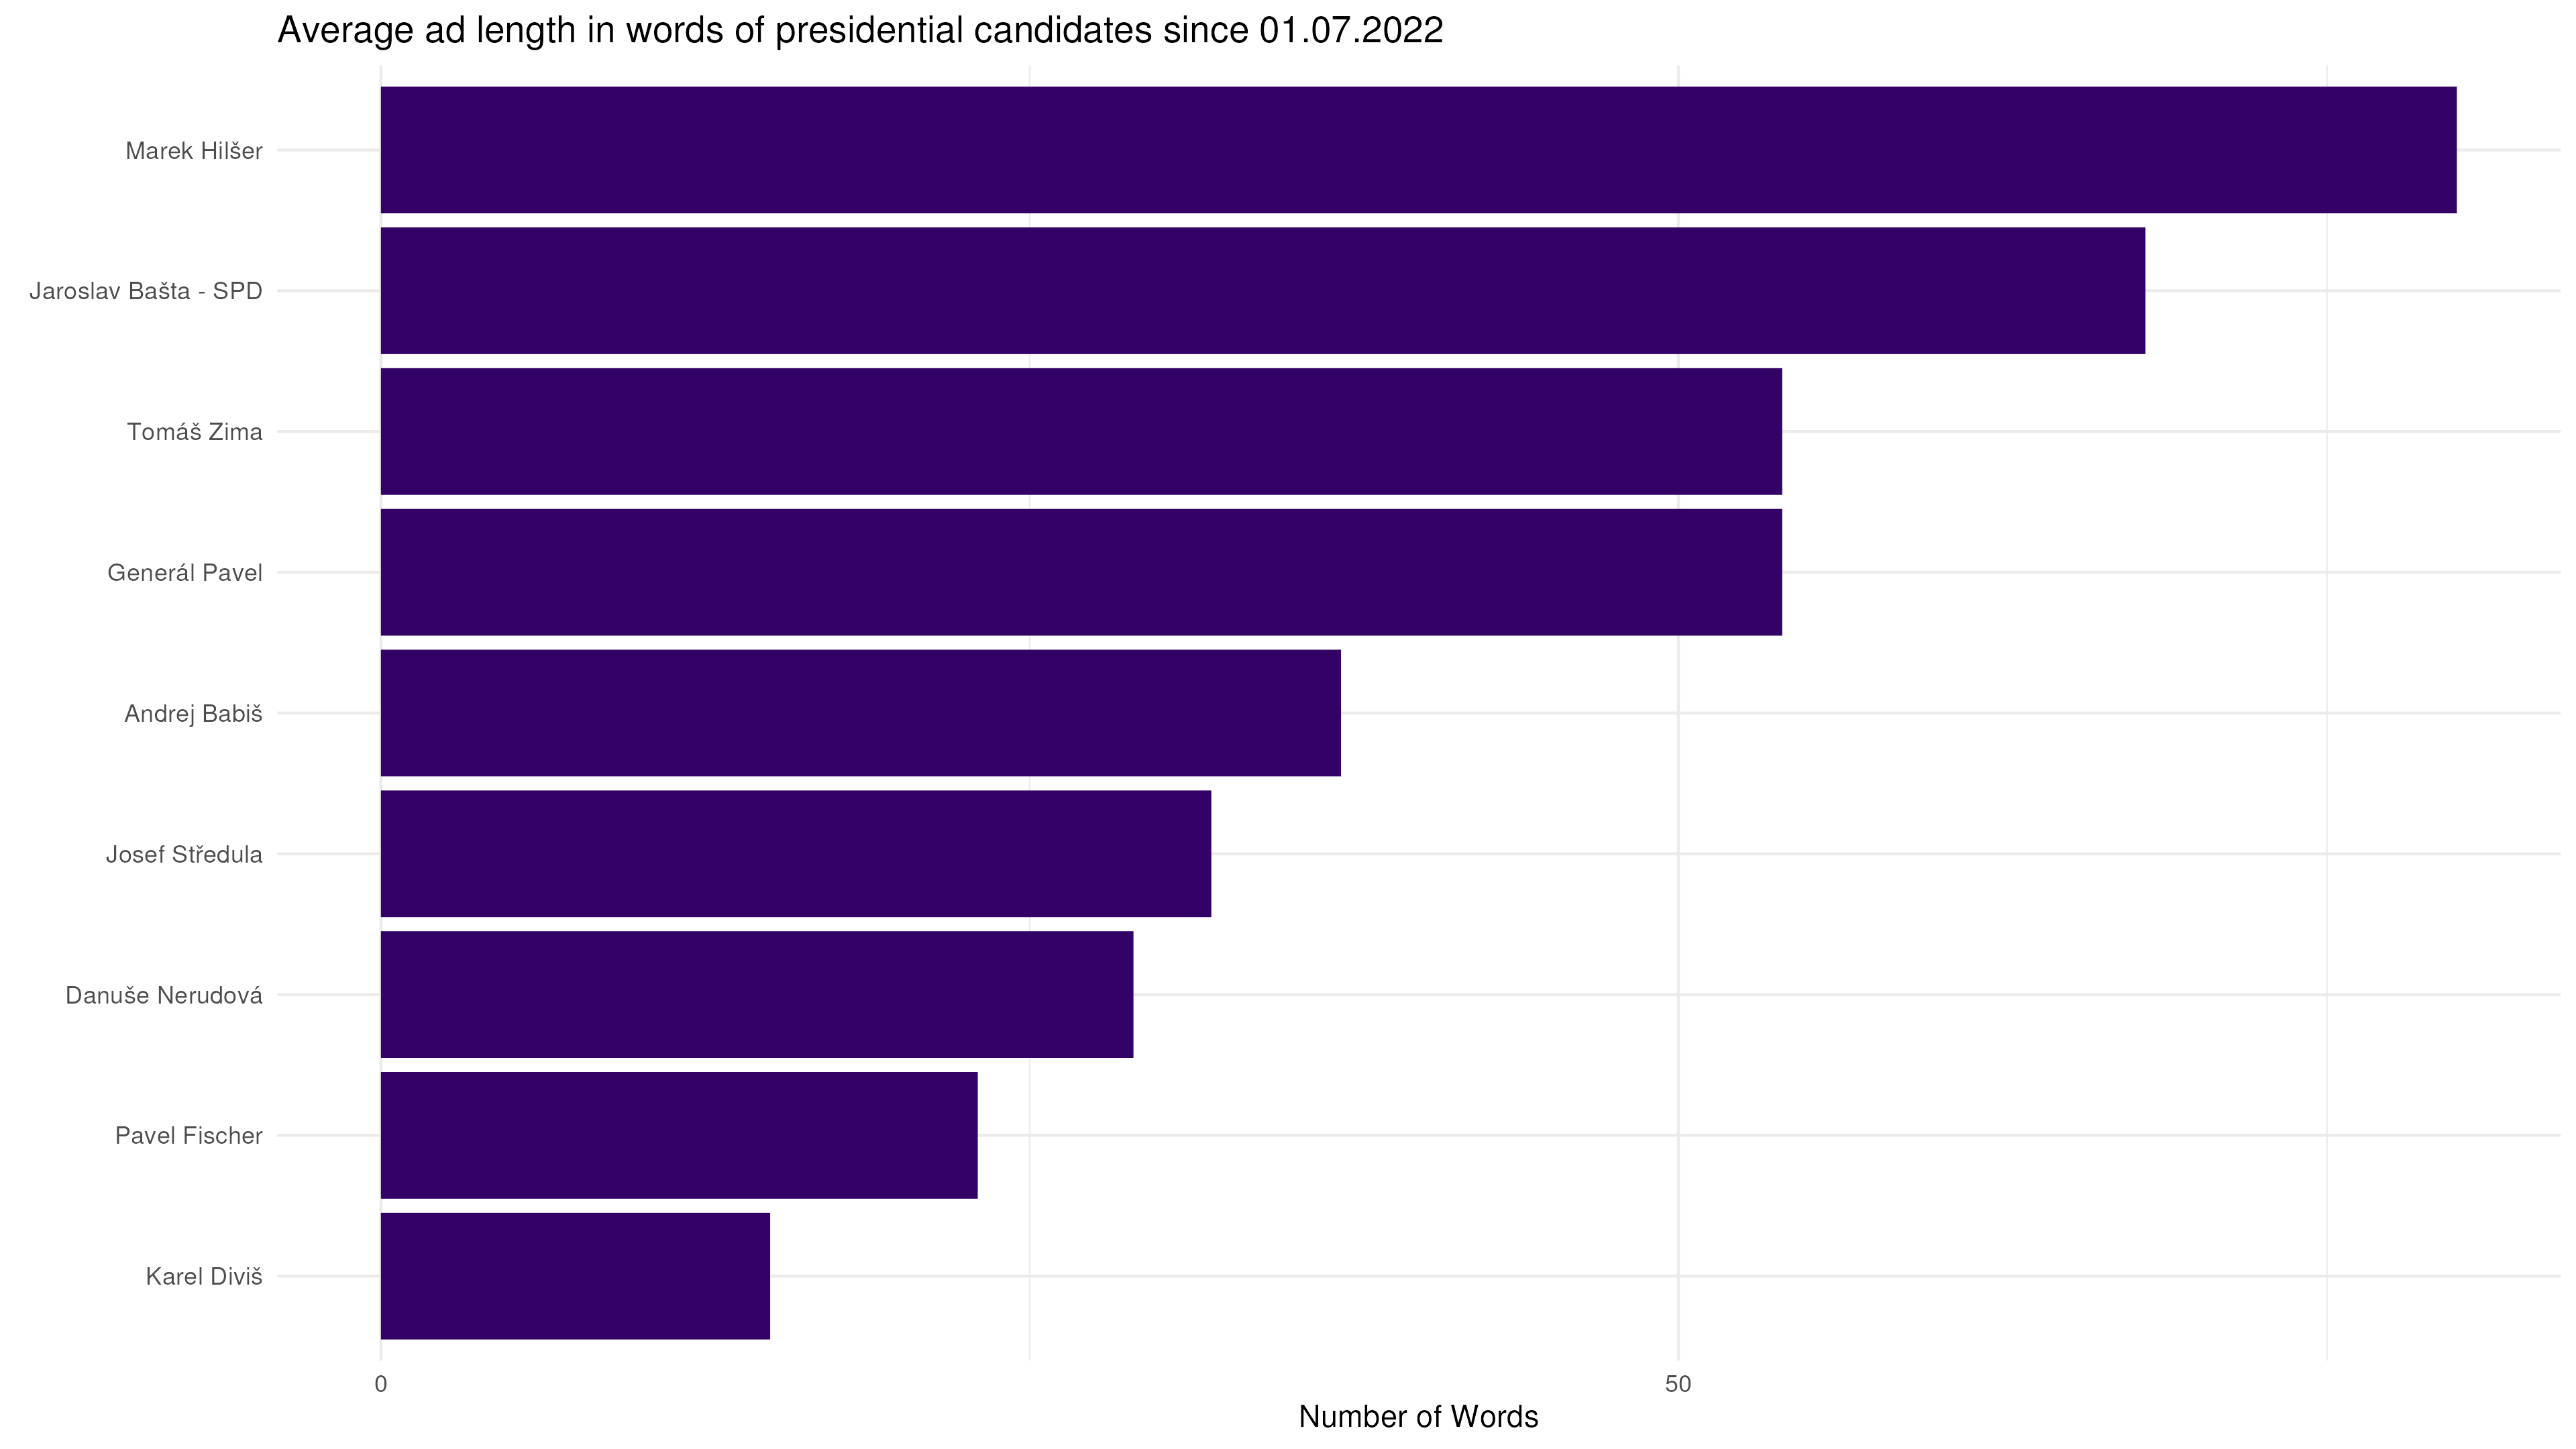 Average ad length in words of presidential candidates since 01.07.2022
Marek Hilšer
Jaroslav Bašta - SPD
Tomáš Zima
Generál Pavel
Andrej Babiš
Josef Středula
Danuše Nerudová
Pavel Fischer
Karel Diviš
0
50
Number of Words